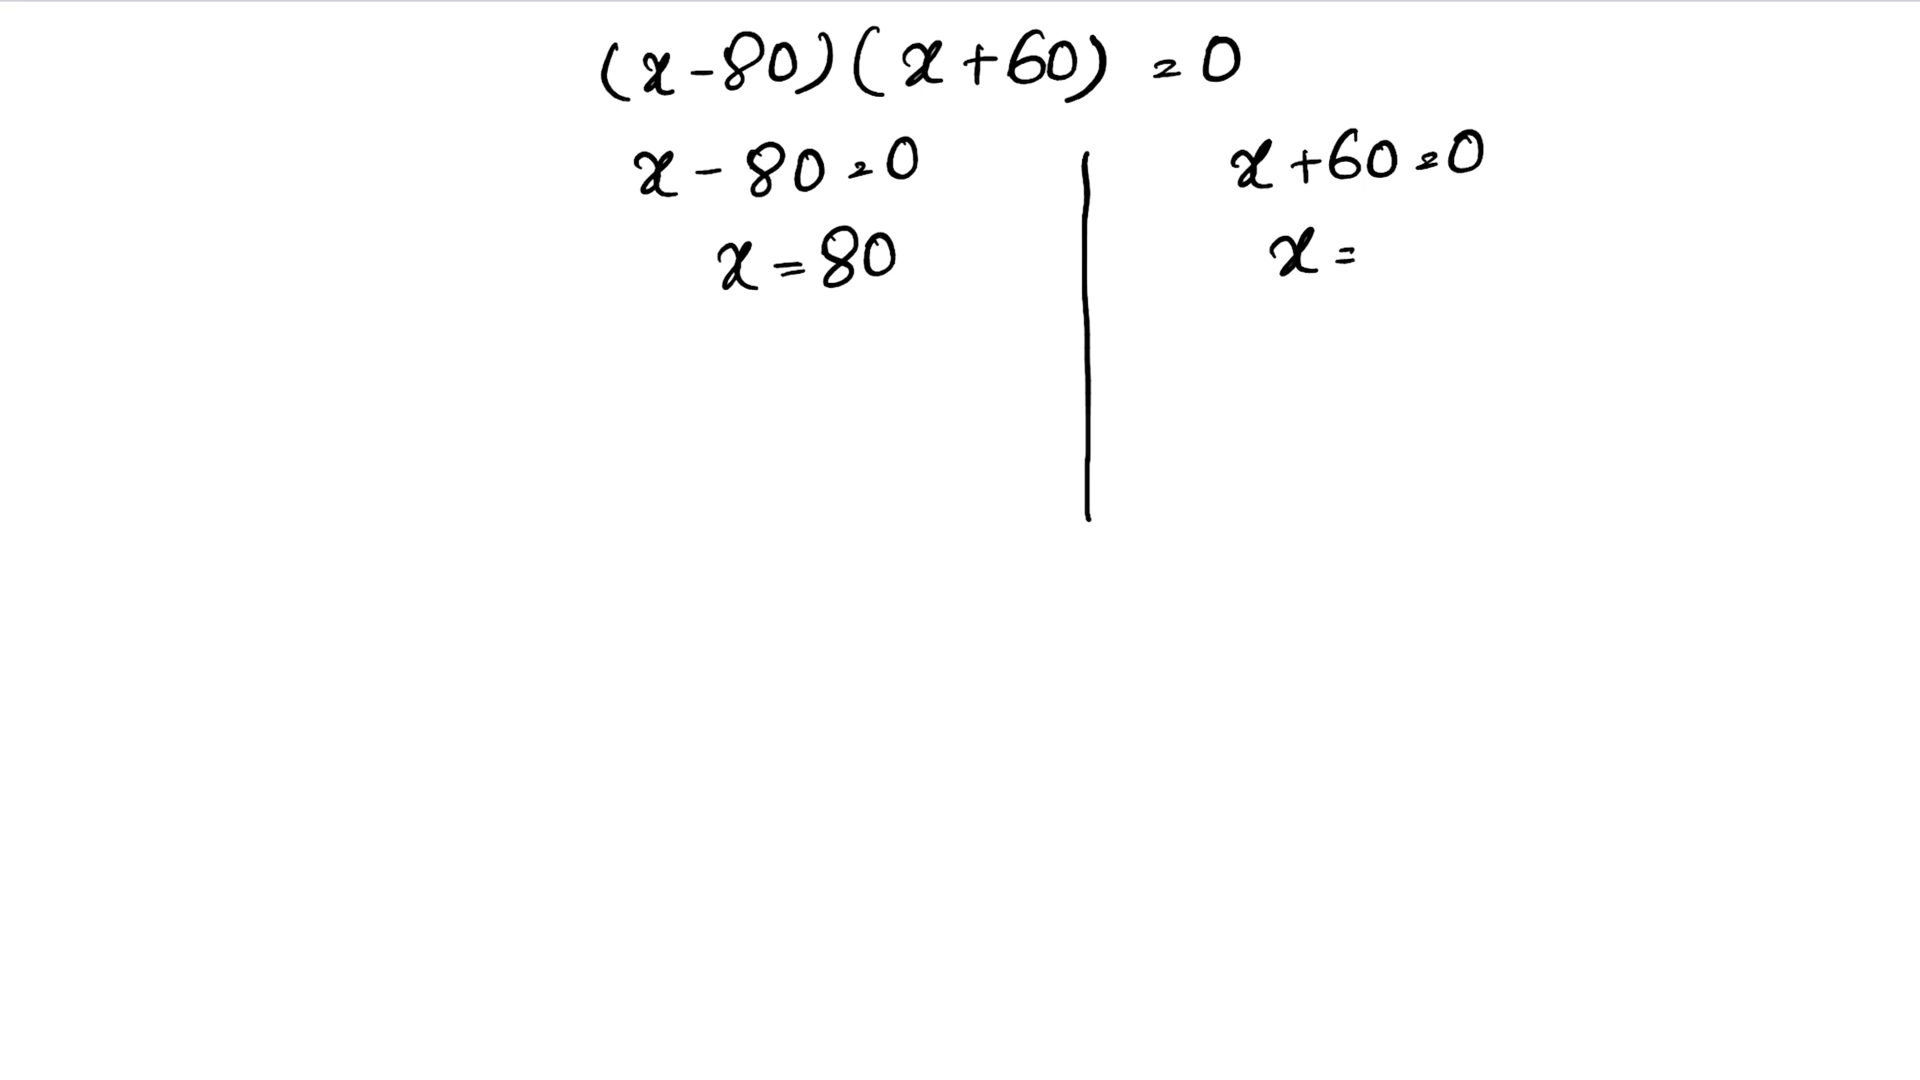 (x-80)(x+60) = 0
x - 80 = 0
x = 80
x +60 = 0
x =